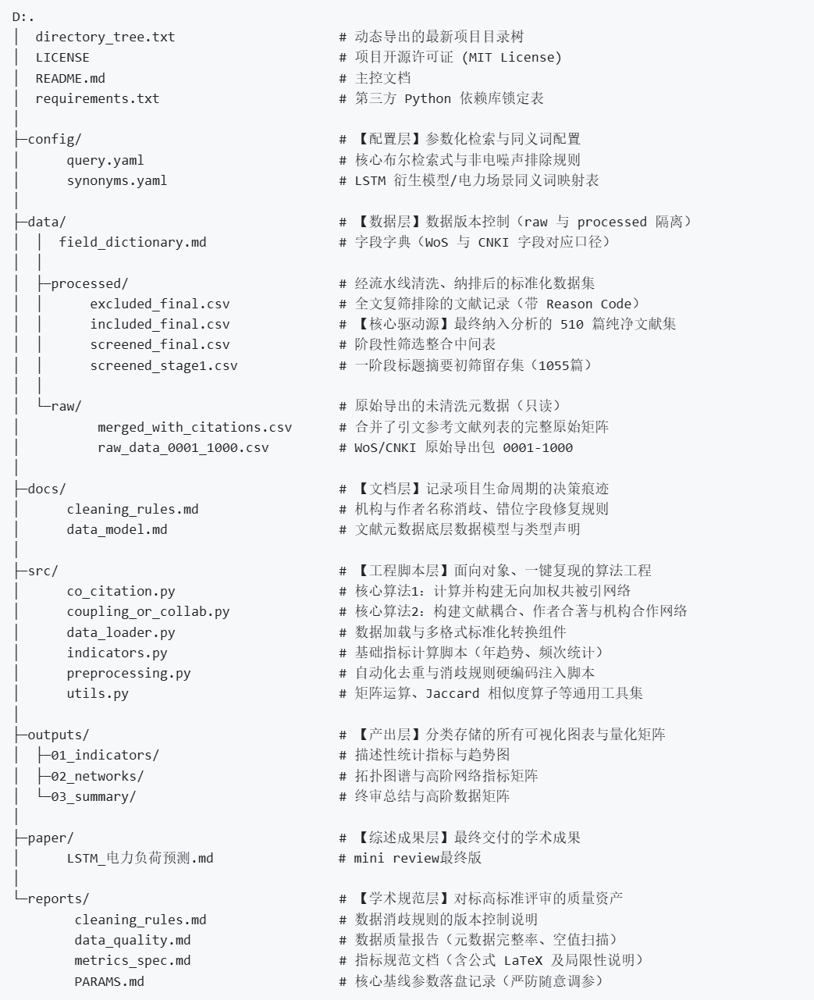 D:.
│  directory_tree.txt                     # 动态导出的最新项目目录树
│  LICENSE                                # 项目开源许可证 (MIT License)
│  README.md                              # 主控文档
│  requirements.txt                       # 第三方 Python 依赖库锁定表
│
├─config/                                 # 【配置层】参数化检索与同义词配置
│      query.yaml                         # 核心布尔检索式与非电噪声排除规则
│      synonyms.yaml                      # LSTM 衍生模型/电力场景同义词映射表
│
├─data/                                   # 【数据层】数据版本控制（raw 与 processed 隔离）
│  │  field_dictionary.md                 # 字段字典（WoS 与 CNKI 字段对应口径）
│  │
│  ├─processed/                           # 经流水线清洗、纳排后的标准化数据集
│  │      excluded_final.csv              # 全文复筛排除的文献记录（带 Reason Code）
│  │      included_final.csv              # 【核心驱动源】最终纳入分析的 510 篇纯净文献集
│  │      screened_final.csv              # 阶段性筛选整合中间表
│  │      screened_stage1.csv             # 一阶段标题摘要初筛留存集（1055篇）
│  │
│  └─raw/                                 # 原始导出的未清洗元数据（只读）
│          merged_with_citations.csv      # 合并了引文参考文献列表的完整原始矩阵
│          raw_data_0001_1000.csv         # WoS/CNKI 原始导出包 0001-1000
│
├─docs/                                   # 【文档层】记录项目生命周期的决策痕迹
│      cleaning_rules.md                  # 机构与作者名称消歧、错位字段修复规则
│      data_model.md                      # 文献元数据底层数据模型与类型声明
│
├─src/                                    # 【工程脚本层】面向对象、一键复现的算法工程
│      co_citation.py                     # 核心算法1: 计算并构建无向加权共被引网络
│      coupling_or_collab.py              # 核心算法2: 构建文献耦合、作者合著与机构合作网络
│      data_loader.py                     # 数据加载与多格式标准化转换组件
│      indicators.py                      # 基础指标计算脚本（年趋势、频次统计）
│      preprocessing.py                   # 自动化去重与消歧规则硬编码注入脚本
│      utils.py                           # 矩阵运算、Jaccard 相似度算子等通用工具集
│
├─outputs/                                # 【产出层】分类存储的所有可视化图表与量化矩阵
│  ├─01_indicators/                       # 描述性统计指标与趋势图
│  ├─02_networks/                         # 拓扑图谱与高阶网络指标矩阵
│  └─03_summary/                          # 终审总结与高阶数据矩阵
│
├─paper/                                  # 【综述成果层】最终交付的学术成果
│      LSTM_电力负荷预测.md                # mini review最终版
│
└─reports/                                # 【学术规范层】对标高标准评审的质量资产
        cleaning_rules.md                 # 数据消歧规则的版本控制说明
        data_quality.md                   # 数据质量报告（元数据完整率、空值扫描）
        metrics_spec.md                   # 指标规范文档（含公式 LaTeX 及局限性说明）
        PARAMS.md                         # 核心基线参数落盘记录（严防随意调参）